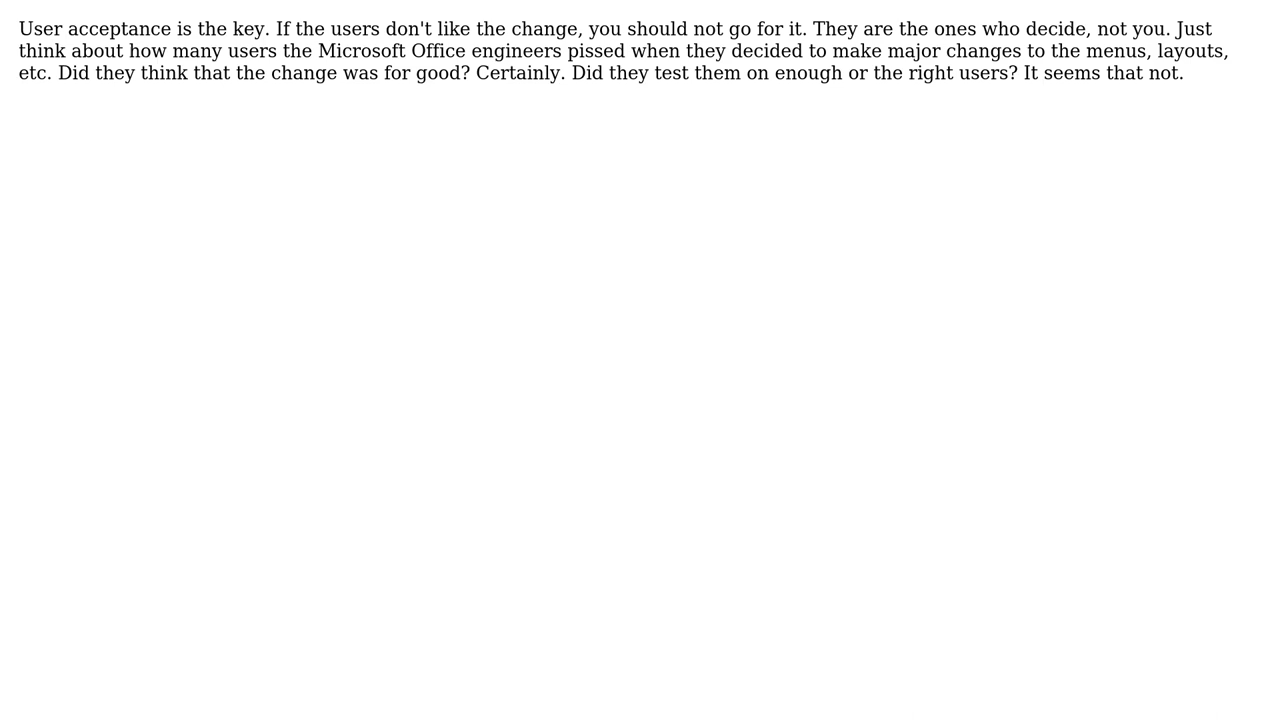 User acceptance is the key. If the users don't like the change, you should not go for it. They are the ones who decide, not you. Just
think about how many users the Microsoft Office engineers pissed when they decided to make major changes to the menus, layouts,
etc. Did they think that the change was for good? Certainly. Did they test them on enough or the right users? It seems that not.